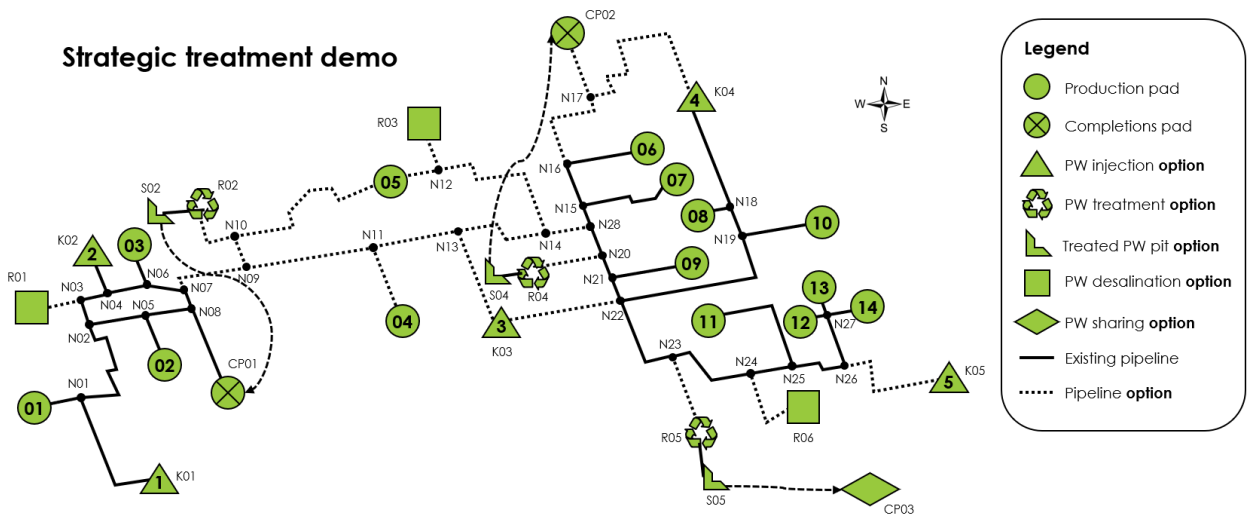 Strategic treatment demo
CP02
N17
4 K04
N
W E
S
R03
N12
05
N16
06
N15
07
N28
08
N18
10
N19
S02
R02
N10
N09
N11
N13
N14
N20
N21
09
N22
S04
R04
3
K03
04
K02
2
03
R01
N03
N04
N06
N05
N07
N08
N02
02
CP01
01
N01
1 K01
11
13
12
14
N27
N23
N24
N25
N26
5 K05
R06
R05
S05
CP03
Legend
Production pad
Completions pad
PW injection option
PW treatment option
Treated PW pit option
PW desalination option
PW sharing option
Existing pipeline
Pipeline option